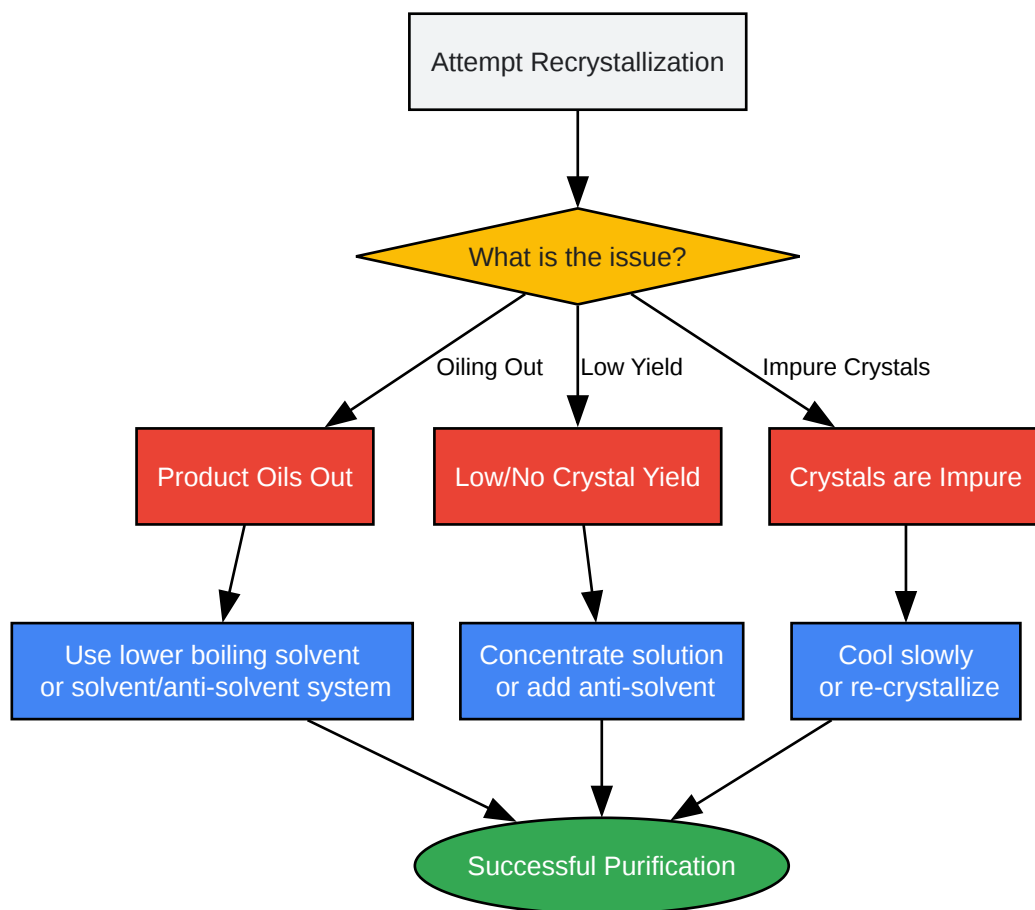 Attempt Recrystallization
What is the issue?
Oiling Out
Low Yield
Impure Crystals
Product Oils Out
Low/No Crystal Yield
Crystals are Impure
Use lower boiling solvent
or solvent/anti-solvent system
Concentrate solution
or add anti-solvent
Cool slowly
or re-crystallize
Successful Purification